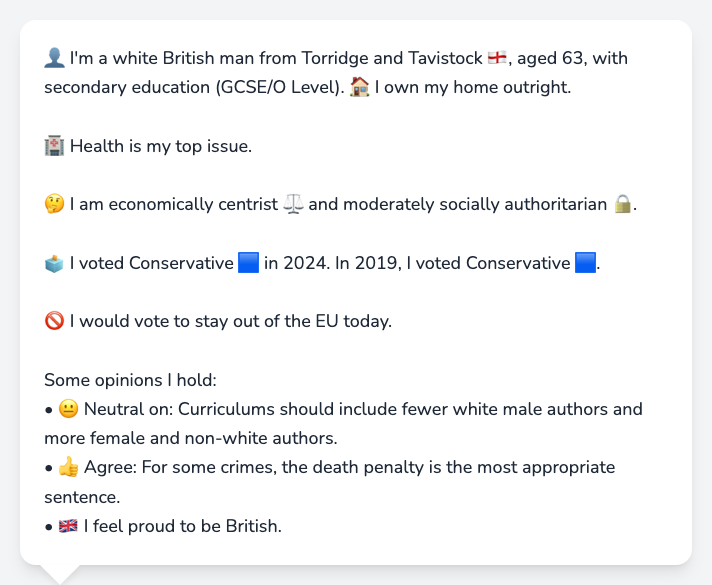 👤 I'm a white British man from Torridge and Tavistock 🏴󠁧󠁢󠁥󠁮󠁧󠁿, aged 63, with
secondary education (GCSE/O Level). 🏠 I own my home outright.
🏥 Health is my top issue.
🤔 I am economically centrist ⚖️ and moderately socially authoritarian 🔒.
🗳️ I voted Conservative 🟦 in 2024. In 2019, I voted Conservative 🟦.
🚫 I would vote to stay out of the EU today.
Some opinions I hold:
• 😐 Neutral on: Curriculums should include fewer white male authors and
more female and non-white authors.
• 👍 Agree: For some crimes, the death penalty is the most appropriate
sentence.
• 🇬🇧 I feel proud to be British.